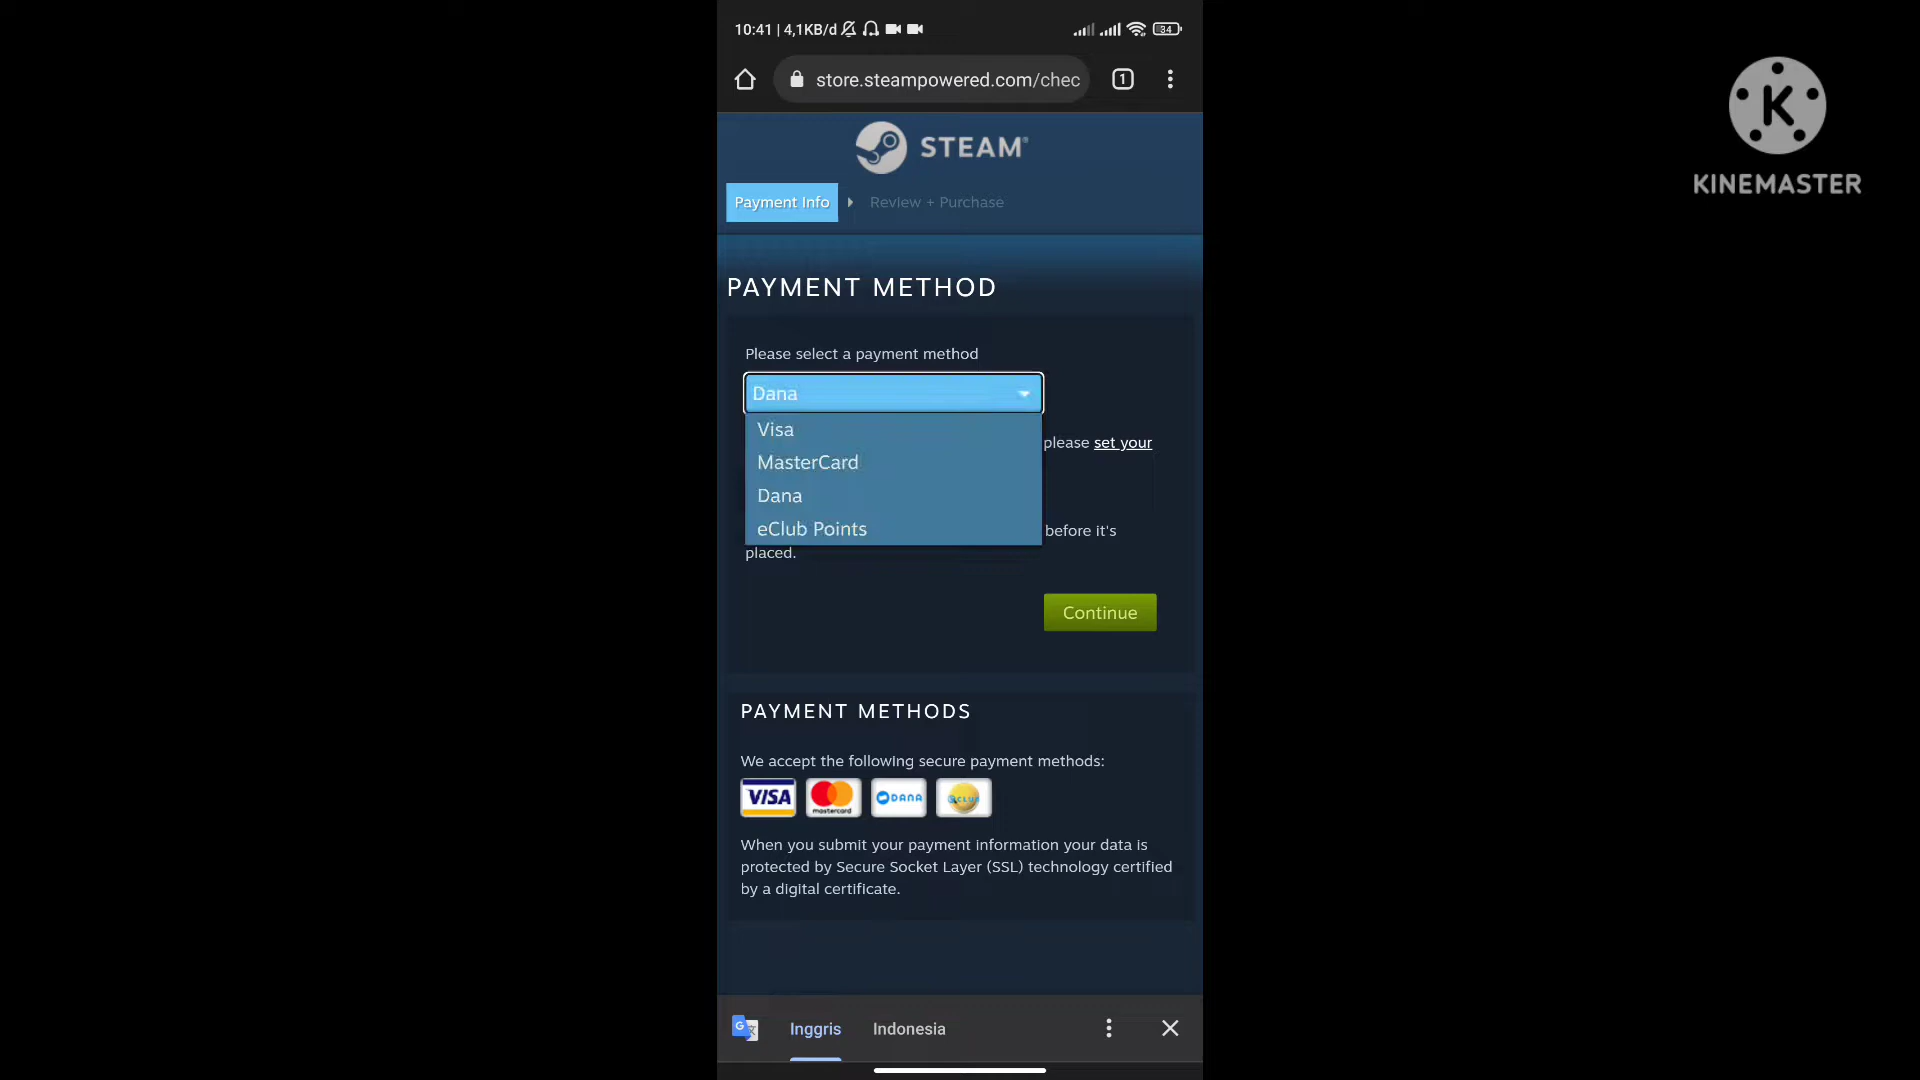 10:41 | 4,1KB/d
34
store.steampowered.com/chec
1
STEAM®
Payment Info
Review + Purchase
PAYMENT METHOD
Please select a payment method
Dana
Visa
MasterCard
Dana
eClub Points
please set your
before it's
placed.
Continue
PAYMENT METHODS
We accept the following secure payment methods:
VISA
mastercard
DANA
When you submit your payment information your data is
protected by Secure Socket Layer (SSL) technology certified
by a digital certificate.
G
Inggris
Indonesia
K
KINEMASTER